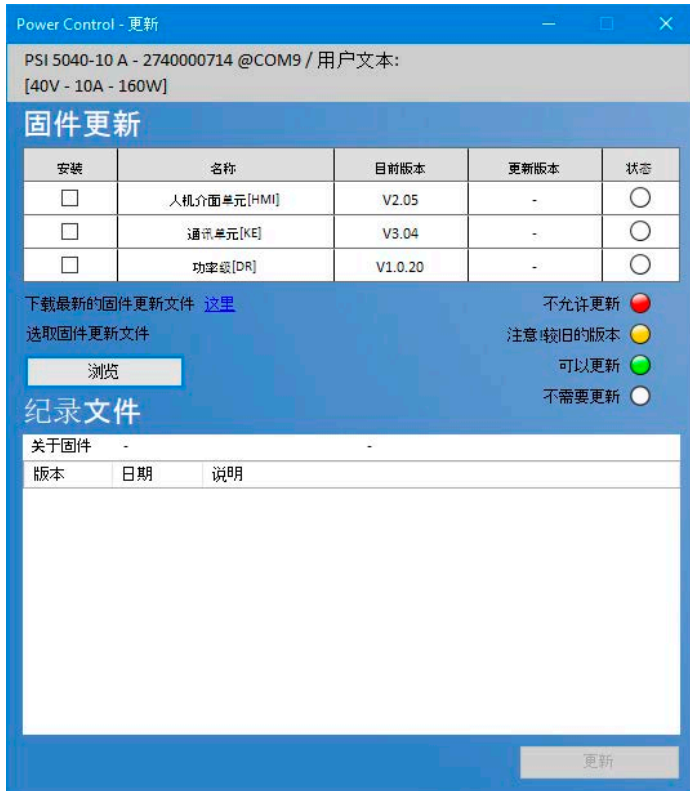 Power Control - 更新
PSI 5040-10 A - 2740000714 @COM9 / 用户文本:
[40V - 10A - 160W]
固件更新
安装 名称 目前版本 更新版本 状态
人机介面单元[HMI] V2.05 -
通讯单元[KE] V3.04 -
功率级[DR] V1.0.20 -
下载最新的固件更新文件 这里
不允许更新
选取固件更新文件
注意!较旧的版本
浏览
可以更新
不需要更新
纪录文件
关于固件 - -
版本 日期 说明
更新